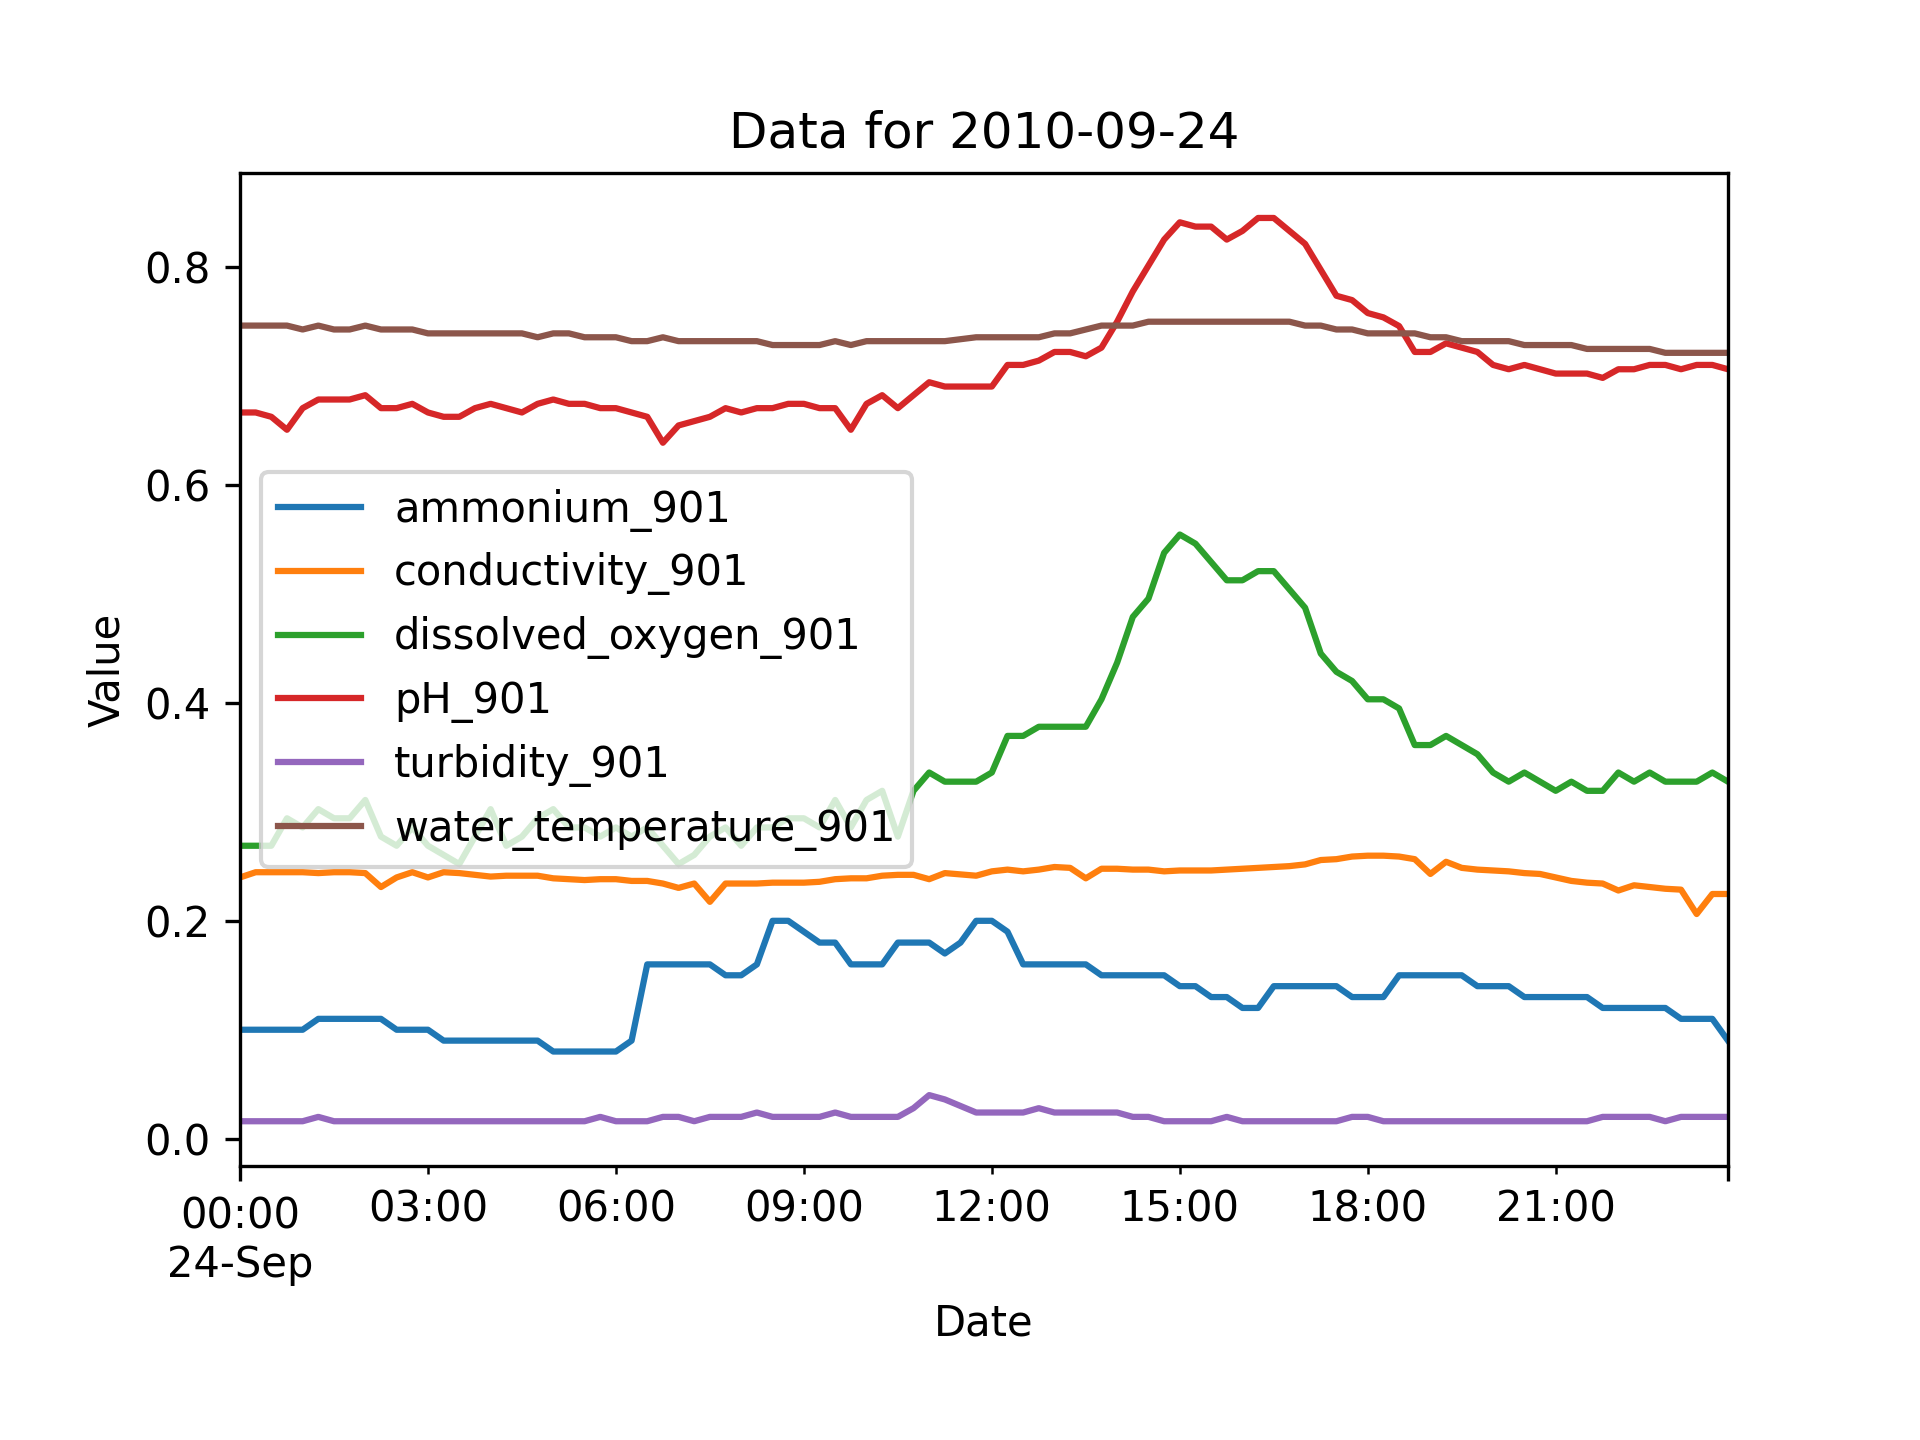 Data for 2010-09-24
Value
0.8
0.6
0.4
0.2
0.0
ammonium_901
conductivity_901
dissolved_oxygen_901
pH_901
turbidity_901
water_temperature_901
00:00 03:00 06:00 09:00 12:00 15:00 18:00 21:00
24-Sep
Date